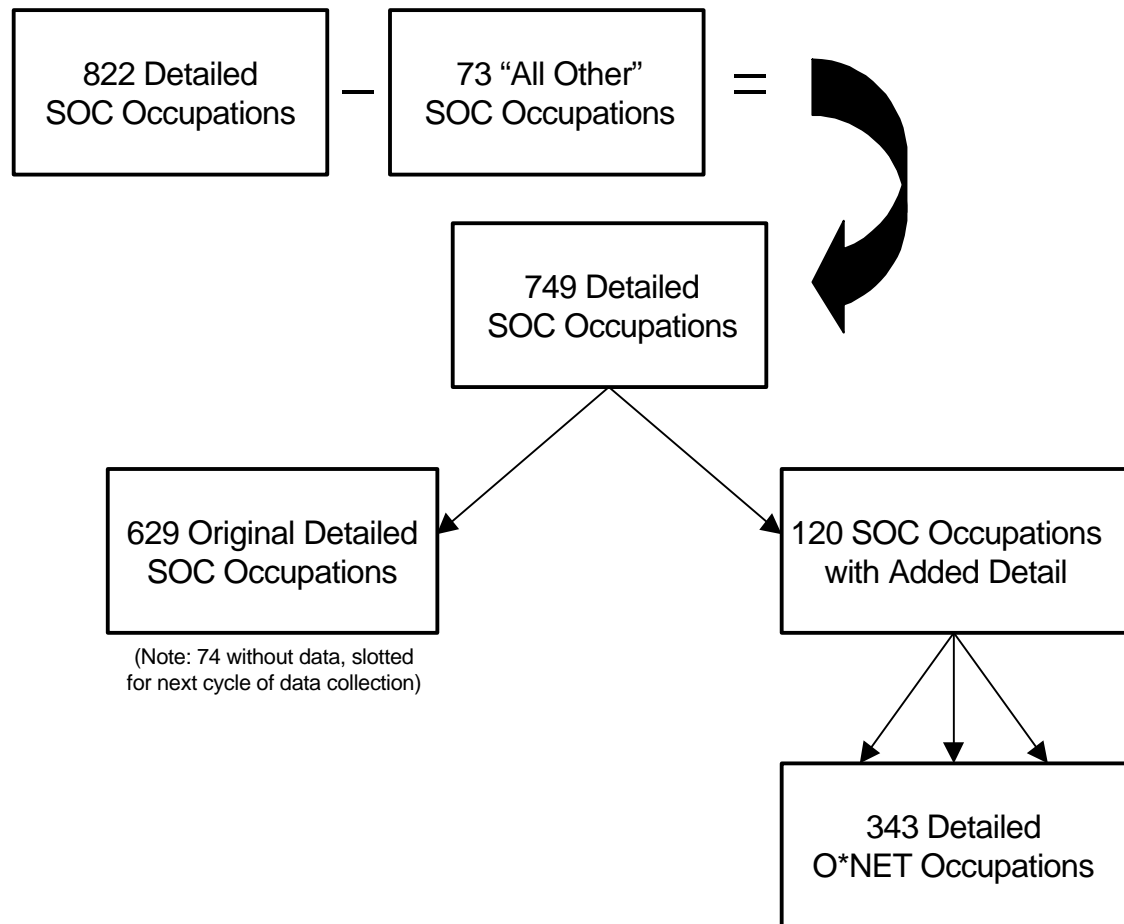 822 Detailed
SOC Occupations
–
73 “All Other”
SOC Occupations
=
749 Detailed
SOC Occupations
629 Original Detailed
SOC Occupations
(Note: 74 without data, slotted
for next cycle of data collection)
120 SOC Occupations
with Added Detail
343 Detailed
O*NET Occupations